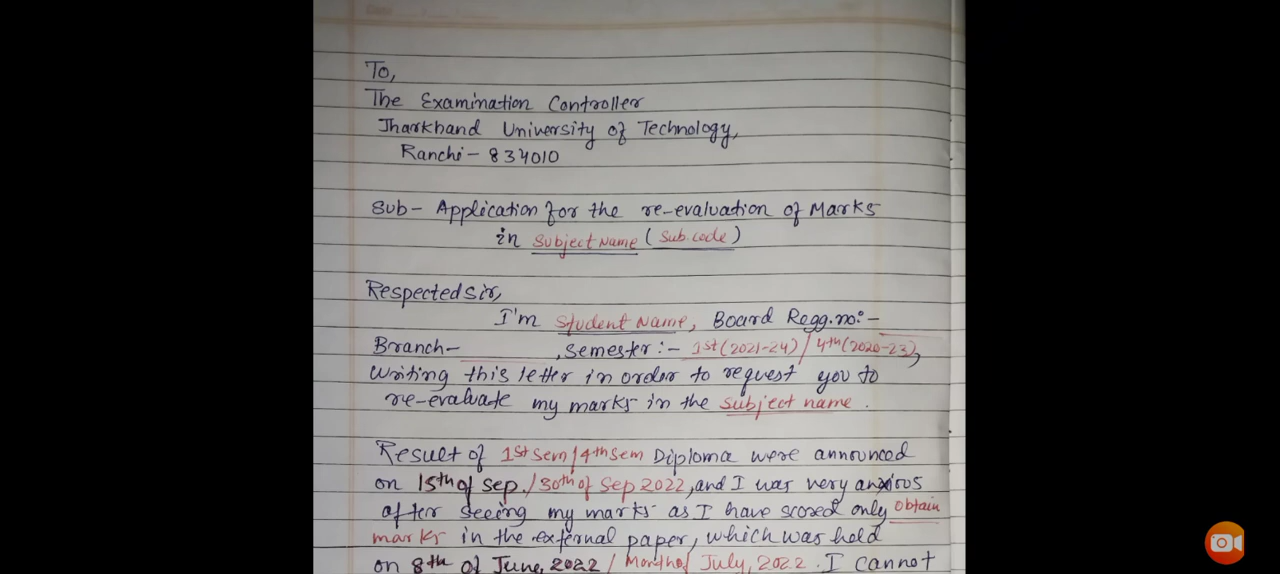 To,
The Examination Controller
Jharkhand University of Technology,
Ranchi - 834010
Sub - Application for the re-evaluation of Marks
in Subject Name (Sub.code)
Respected Sir,
I'm Student Name, Board Regg.no:-
Branch- , Semester:- 1st(2021-24)/4th(2020-23),
Writing this letter in order to request you to
re-evaluate my marks in the subject name.
Result of 1st Sem/4th Sem Diploma were announced
on 15th of Sep./30th of Sep 2022, and I was very anxious
after seeing my marks as I have scored only obtain
marks in the external paper, which was held
on 8th of June, 2022 / Month of July, 2022. I cannot